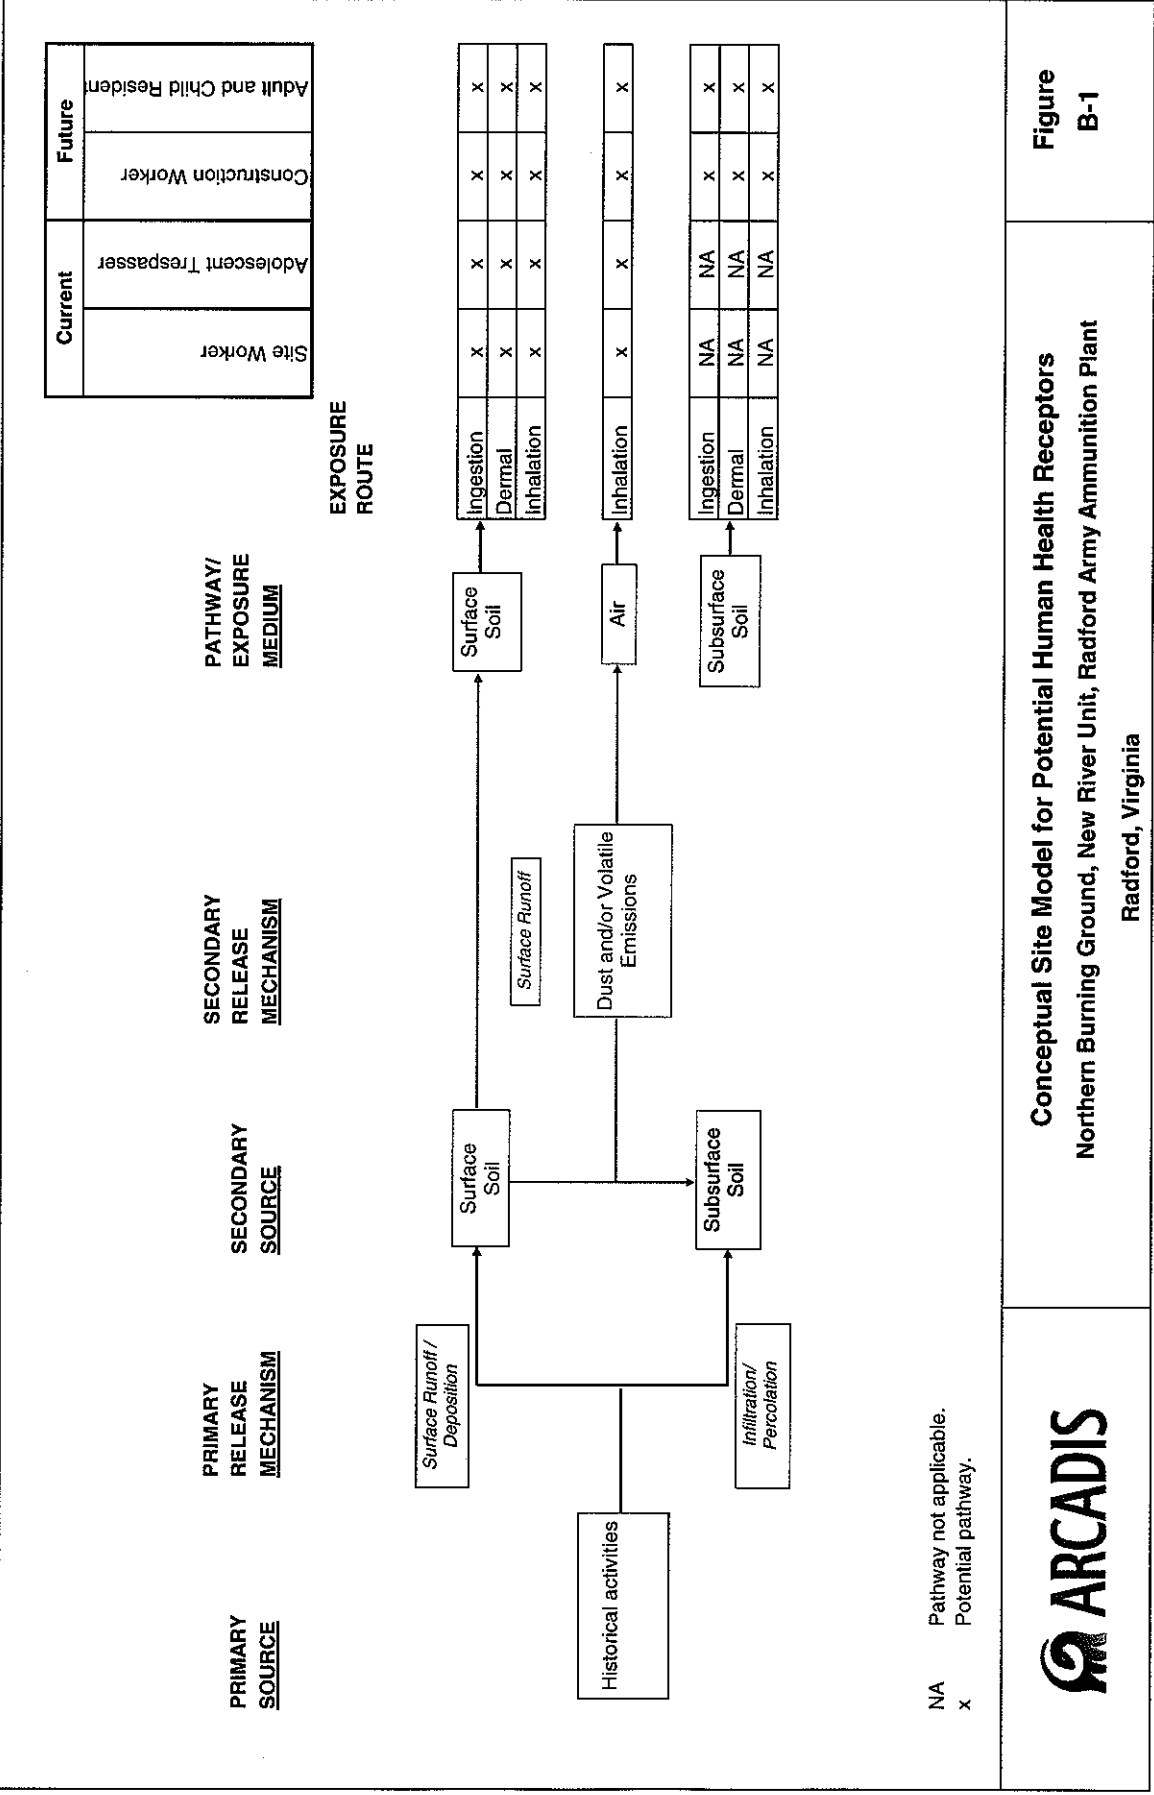 Current
Future
Site Worker
Adolescent Trespasser
Construction Worker
Adult and Child Resident
PRIMARY
SOURCE
PRIMARY
RELEASE
MECHANISM
SECONDARY
SOURCE
SECONDARY
RELEASE
MECHANISM
PATHWAY/
EXPOSURE
MEDIUM
EXPOSURE
ROUTE
Historical activities
Surface Runoff /
Deposition
Infiltration/
Percolation
Surface
Soil
Subsurface
Soil
Surface Runoff
Dust and/or Volatile
Emissions
Surface
Soil
Ingestion x x x x
Dermal x x x x
Inhalation x x x x
Air
Inhalation x x x x
Subsurface
Soil
Ingestion NA NA x x
Dermal NA NA x x
Inhalation NA NA x x
NA Pathway not applicable.
x Potential pathway.
ARCADIS
Conceptual Site Model for Potential Human Health Receptors
Northern Burning Ground, New River Unit, Radford Army Ammunition Plant
Radford, Virginia
Figure
B-1